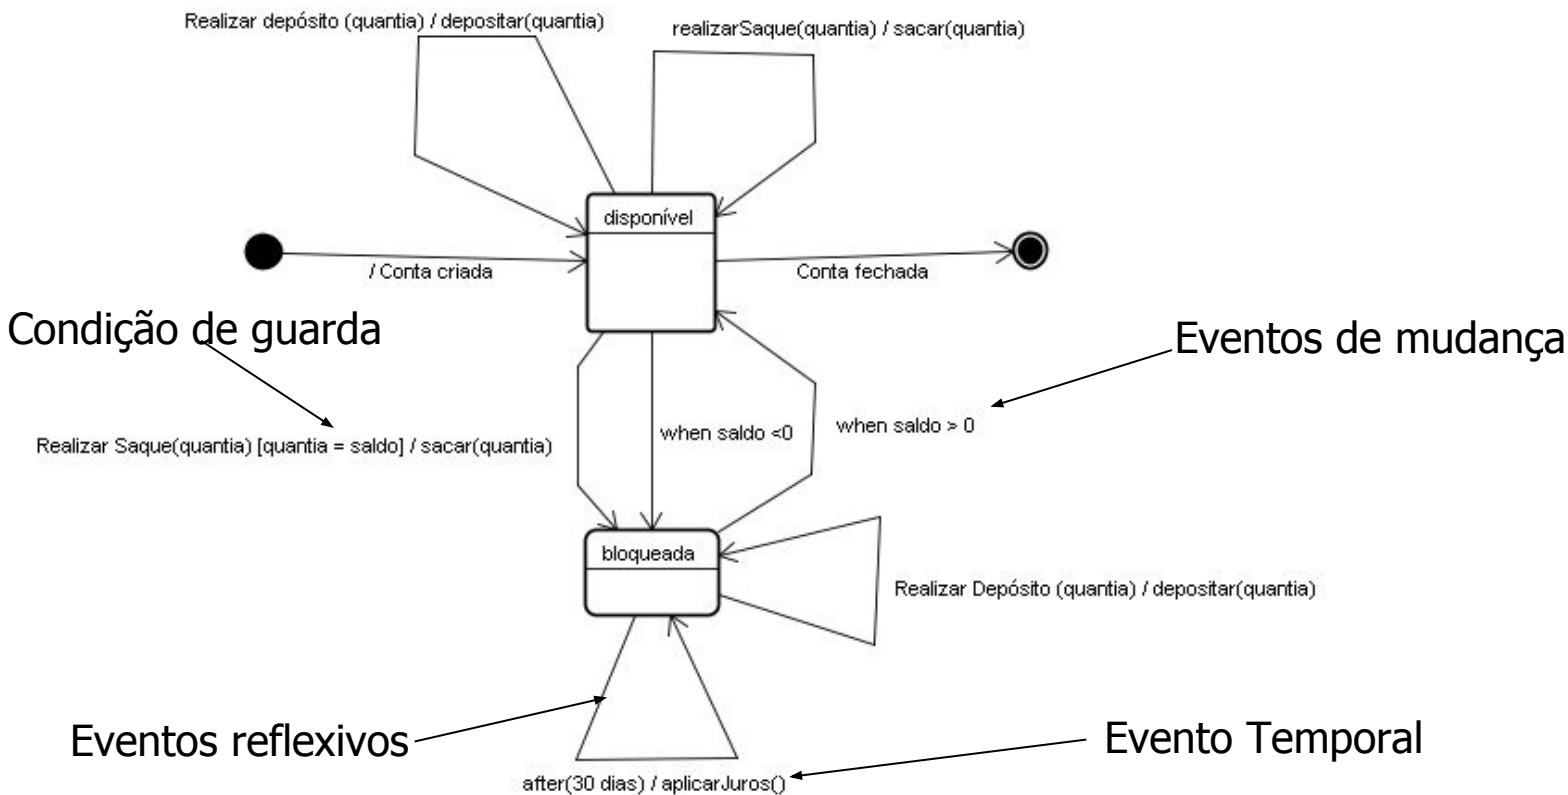 Realizar depósito (quantia) / depositar(quantia)
realizarSaque(quantia) / sacar(quantia)
disponível
/ Conta criada
Conta fechada
Condição de guarda
Eventos de mudança
Realizar Saque(quantia) [quantia = saldo] / sacar(quantia)
when saldo <0
when saldo > 0
bloqueada
Realizar Depósito (quantia) / depositar(quantia)
Eventos reflexivos
Evento Temporal
after(30 dias) / aplicarJuros()